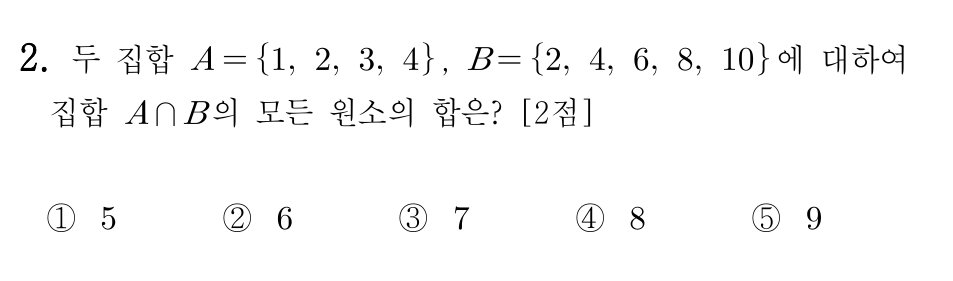 2. 두 집합 A={1, 2, 3, 4}, B={2, 4, 6, 8, 10}에 대하여
집합 A∩B의 모든 원소의 합은? [2점]
① 5 ② 6 ③ 7 ④ 8 ⑤ 9